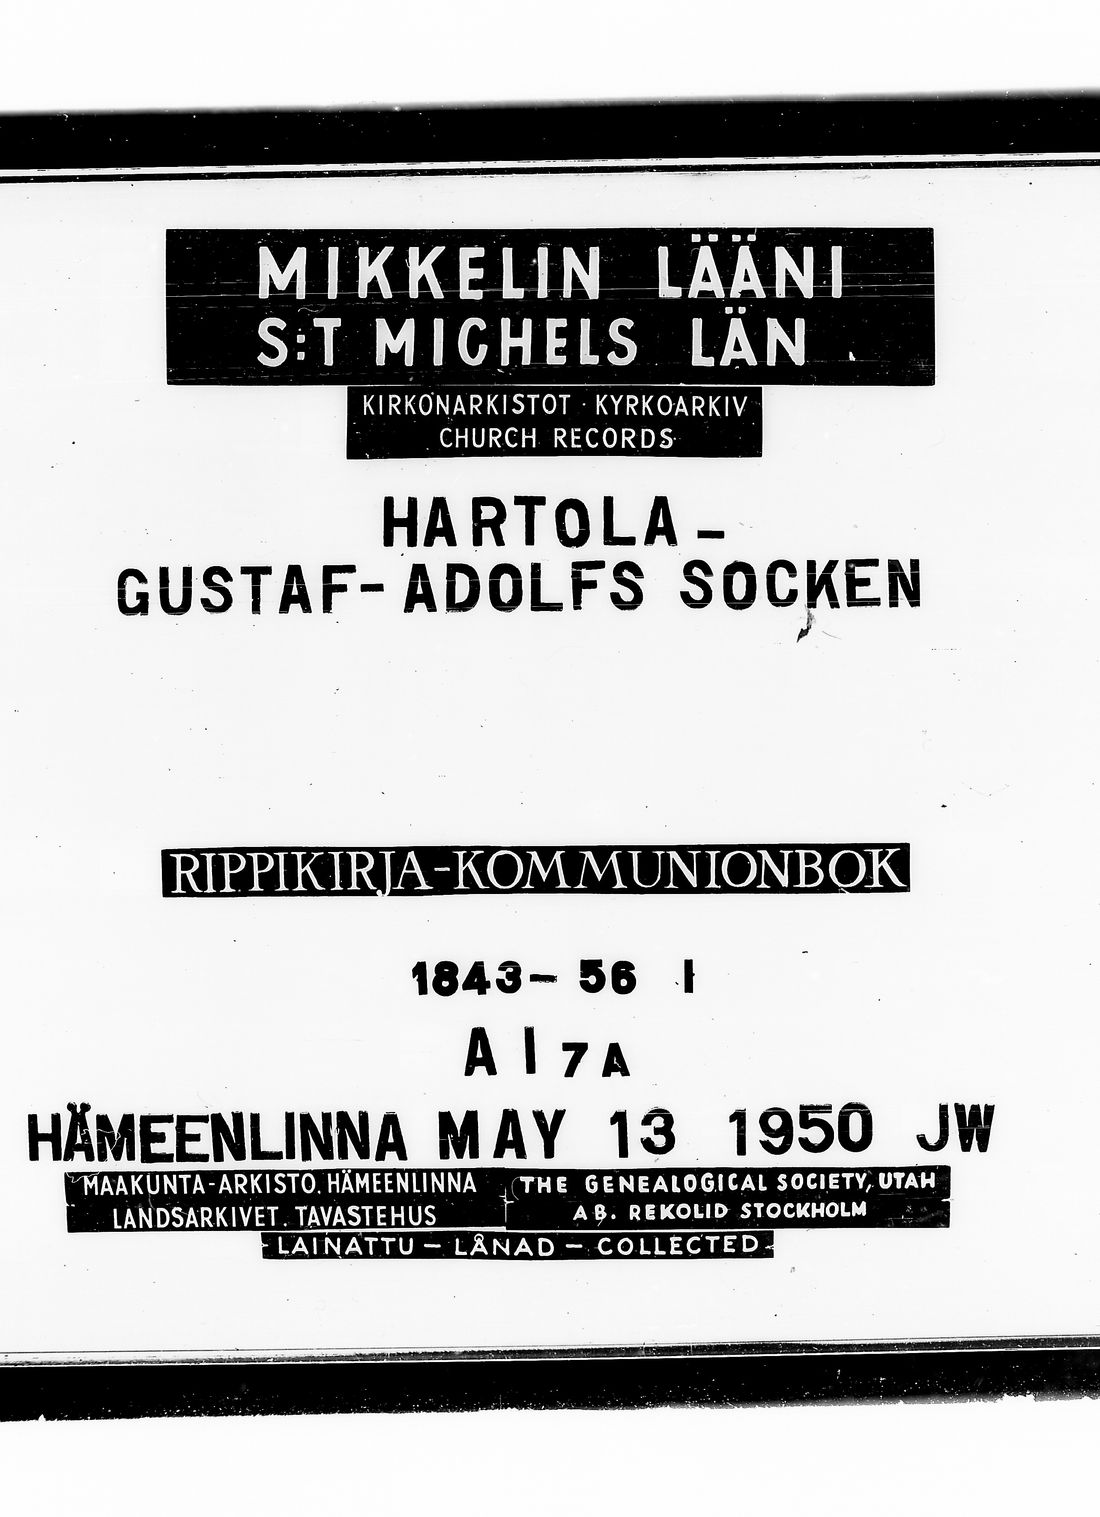 MIKKELIN LÄÄNI
S:T MICHELS LÄN
KIRKONARKISTOT · KYRKOARKIV
CHURCH RECORDS
HARTOLA –
GUSTAF-ADOLFS SOCKEN
RIPPIKIRJA-KOMMUNIONBOK
1843– 56 I
A I 7A
HÄMEENLINNA MAY 13 1950 JW
MAAKUNTA-ARKISTO. HÄMEENLINNA
LANDSARKIVET. TAVASTEHUS
THE GENEALOGICAL SOCIETY, UTAH
AB. REKOLID STOCKHOLM
LAINATTU – LÅNAD – COLLECTED